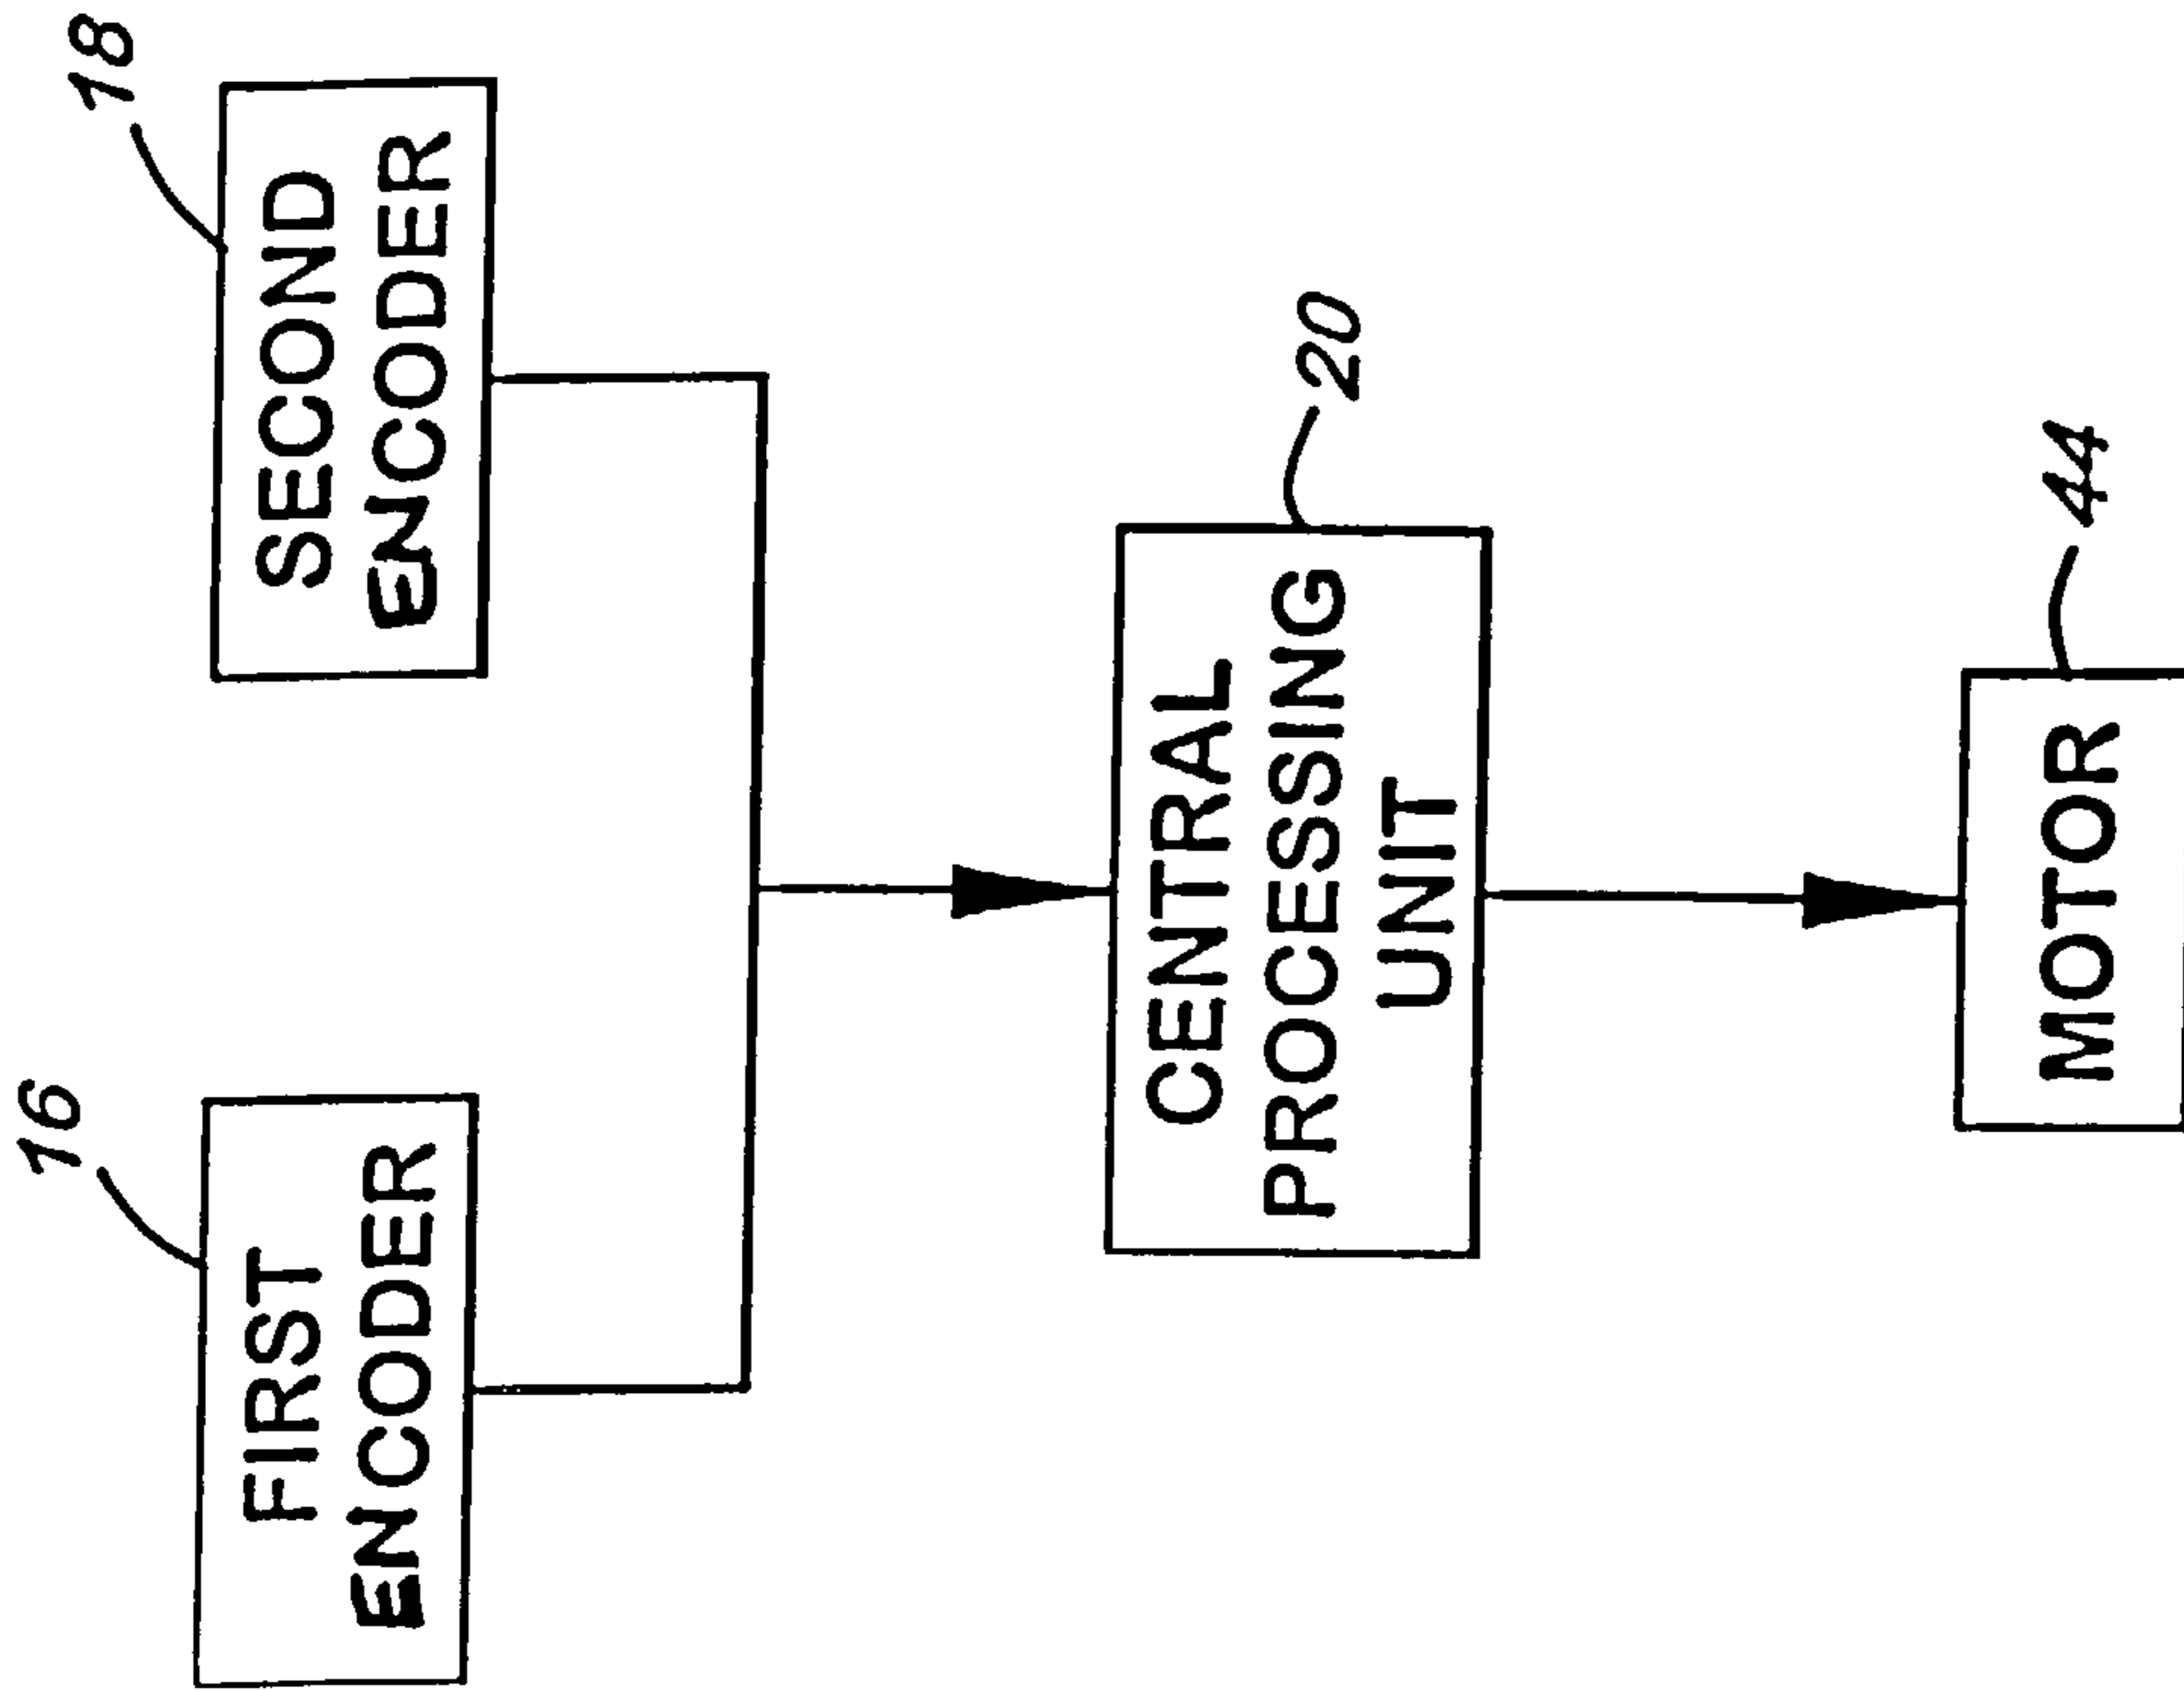 16
FIRST
ENCODER
18
SECOND
ENCODER
20
CENTRAL
PROCESSING
UNIT
44
MOTOR